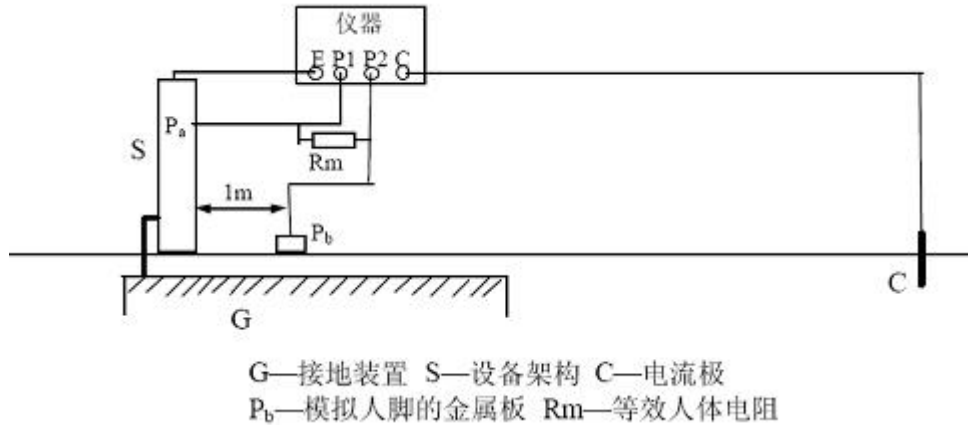 仪器
E P1 P2 C
Pa
S
Rm
1m
Pb
C
G
G—接地装置 S—设备架构 C—电流极
Pb—模拟人脚的金属板 Rm—等效人体电阻